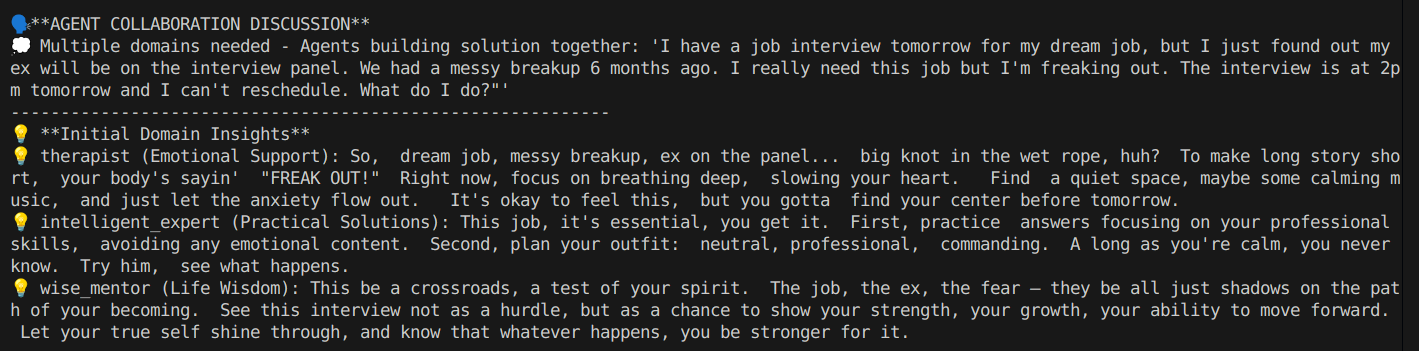 🗣️**AGENT COLLABORATION DISCUSSION**
💭 Multiple domains needed - Agents building solution together: 'I have a job interview tomorrow for my dream job, but I just found out my
ex will be on the interview panel. We had a messy breakup 6 months ago. I really need this job but I'm freaking out. The interview is at 2p
m tomorrow and I can't reschedule. What do I do?"'
------------------------------------------------------------
💡 **Initial Domain Insights**
💡 therapist (Emotional Support): So,  dream job, messy breakup, ex on the panel...  big knot in the wet rope, huh?  To make long story sho
rt,  your body's sayin'  "FREAK OUT!"  Right now, focus on breathing deep,  slowing your heart.   Find  a quiet space, maybe some calming m
usic,  and just let the anxiety flow out.   It's okay to feel this,  but you gotta  find your center before tomorrow.
💡 intelligent_expert (Practical Solutions): This job, it's essential, you get it.  First, practice  answers focusing on your professional
skills,  avoiding any emotional content.  Second, plan your outfit:  neutral, professional,  commanding.  A long as you're calm, you never
know.  Try him,  see what happens.
💡 wise_mentor (Life Wisdom): This be a crossroads, a test of your spirit.  The job, the ex, the fear – they be all just shadows on the pat
h of your becoming.  See this interview not as a hurdle, but as a chance to show your strength, your growth, your ability to move forward.
 Let your true self shine through, and know that whatever happens, you be stronger for it.